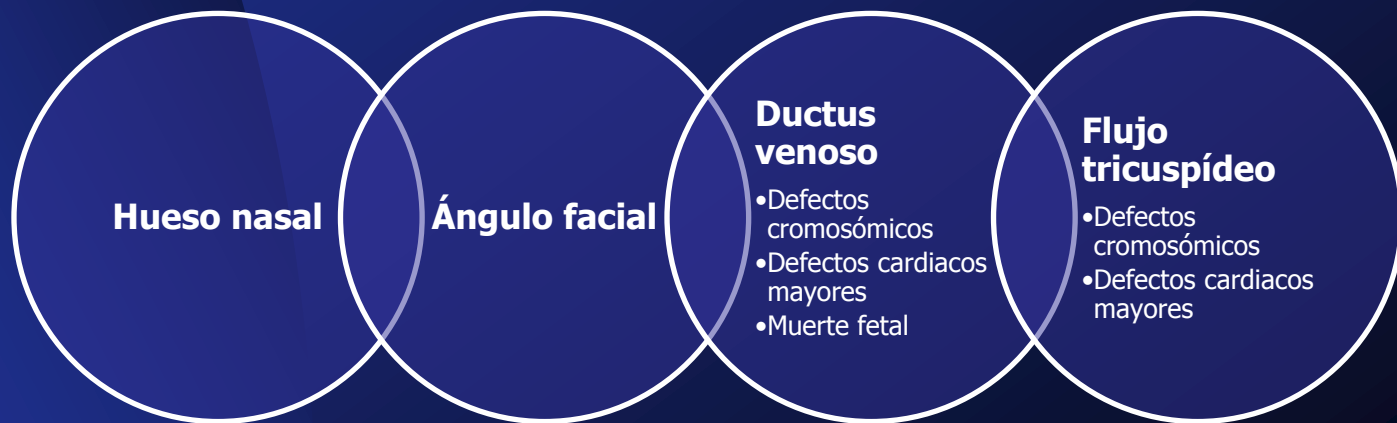 Hueso nasal
Ángulo facial
Ductus
venoso
•Defectos
cromosómicos
•Defectos cardiacos
mayores
•Muerte fetal
Flujo
tricuspídeo
•Defectos
cromosómicos
•Defectos cardiacos
mayores